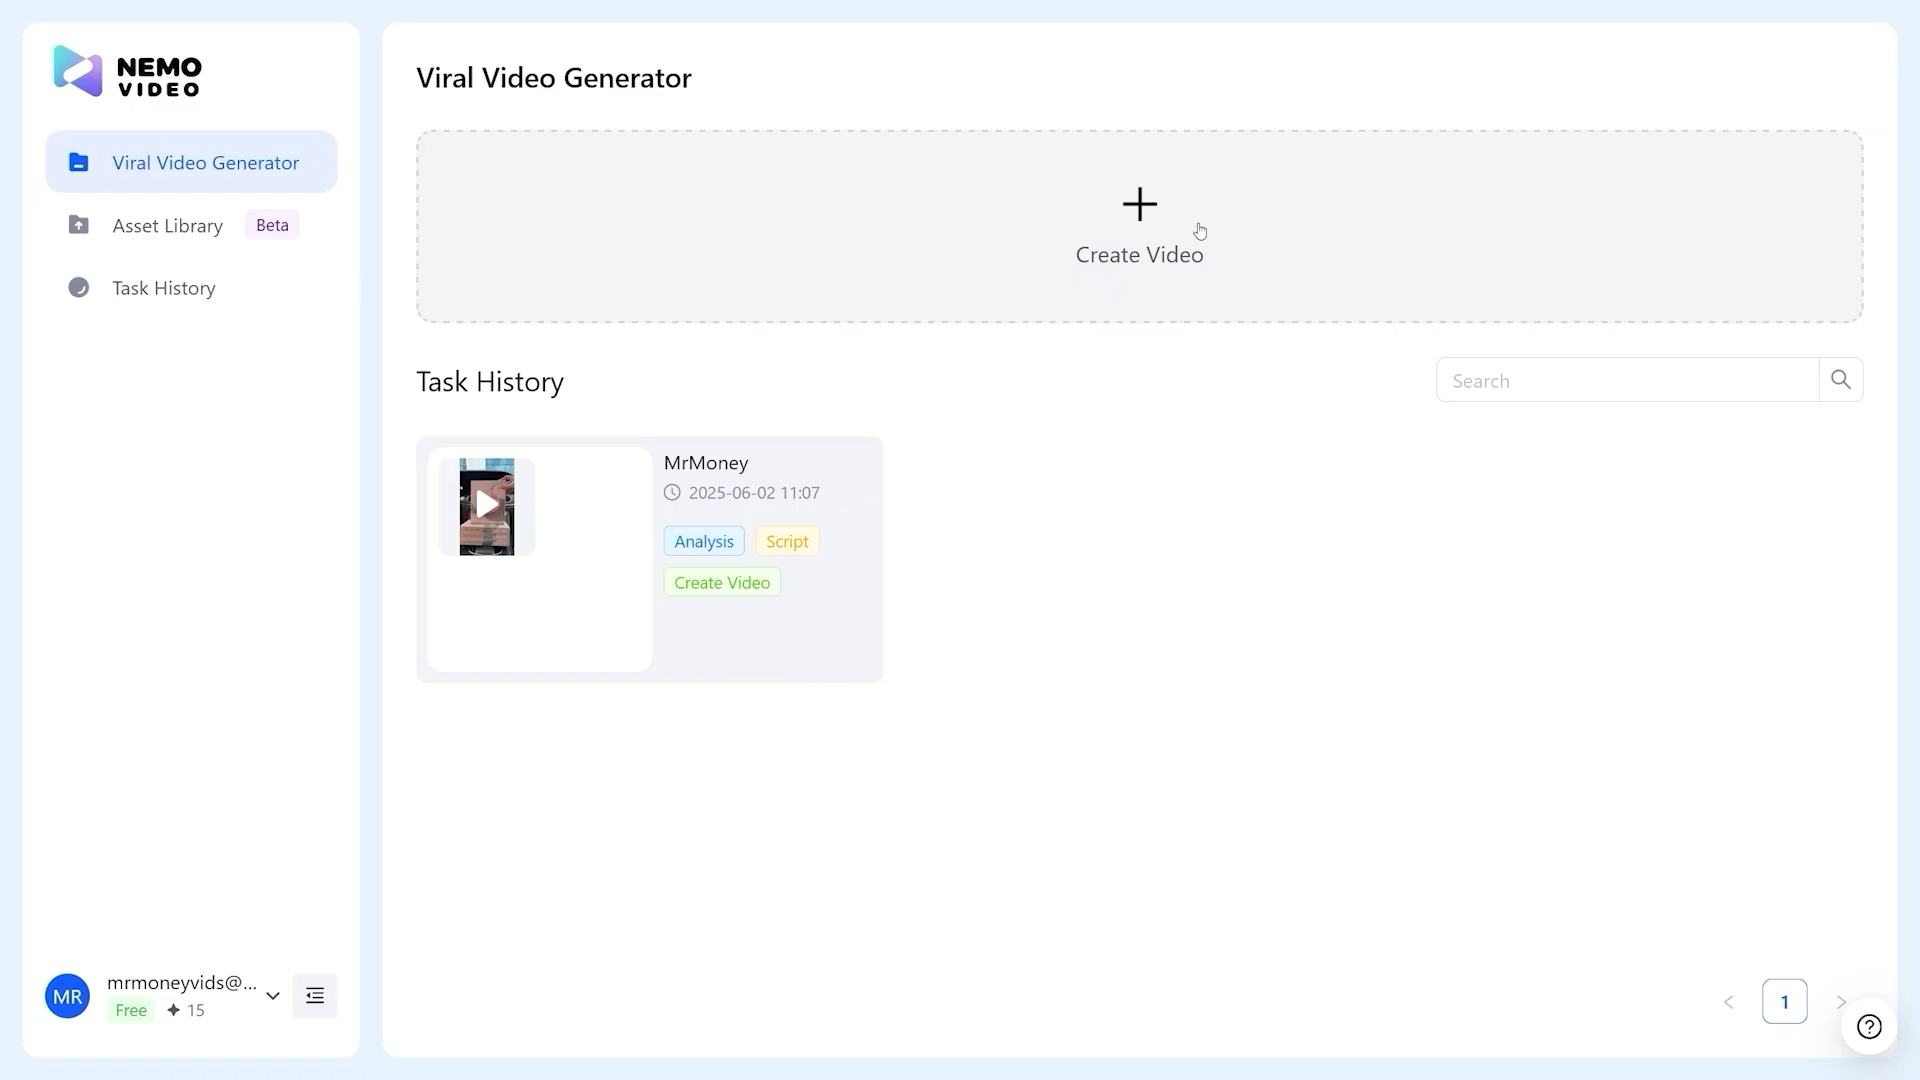 NEMO
VIDEO
Viral Video Generator
Asset Library Beta
Task History
mrmoneyvids@...
MR
Free 15
Viral Video Generator
Create Video
Task History
Search
MrMoney
2025-06-02 11:07
Analysis Script
Create Video
< 1 >
?